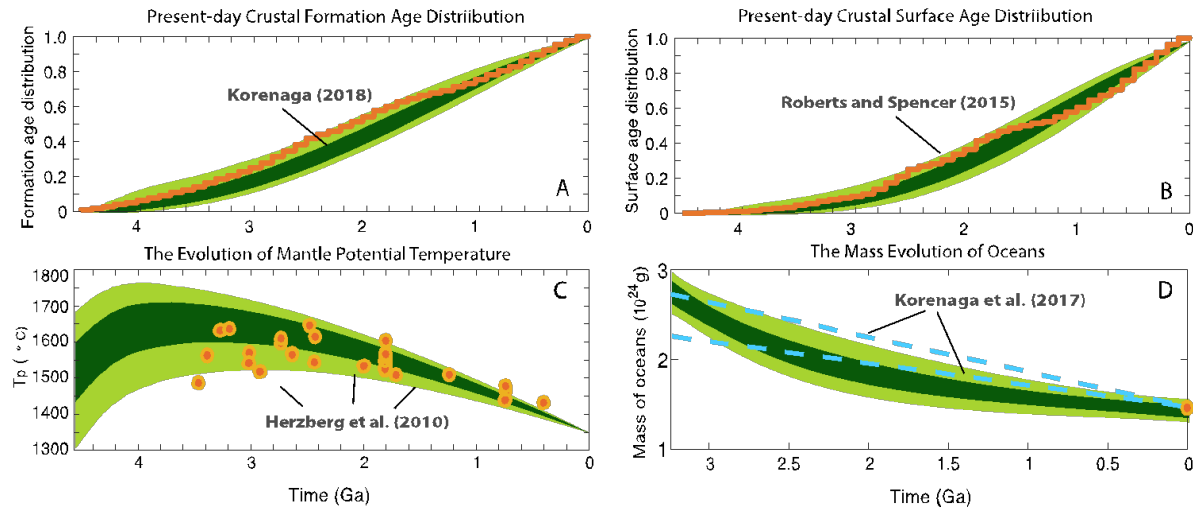 Present-day Crustal Formation Age Distriibution
Formation age distribution
1.0
0.8
0.6
0.4
0.2
0
Korenaga (2018)
A
4
3
2
1
0
Present-day Crustal Surface Age Distriibution
Surface age distribution
1.0
0.8
0.6
0.4
0.2
0
Roberts and Spencer (2015)
B
4
3
2
1
0
The Evolution of Mantle Potential Temperature
Tp ( °C)
1800
1700
1600
1500
1400
1300
C
Herzberg et al. (2010)
4
3
2
1
0
Time (Ga)
The Mass Evolution of Oceans
Mass of oceans (10²⁴g)
3
2
1
D
Korenaga et al. (2017)
3
2.5
2
1.5
1
0.5
0
Time (Ga)